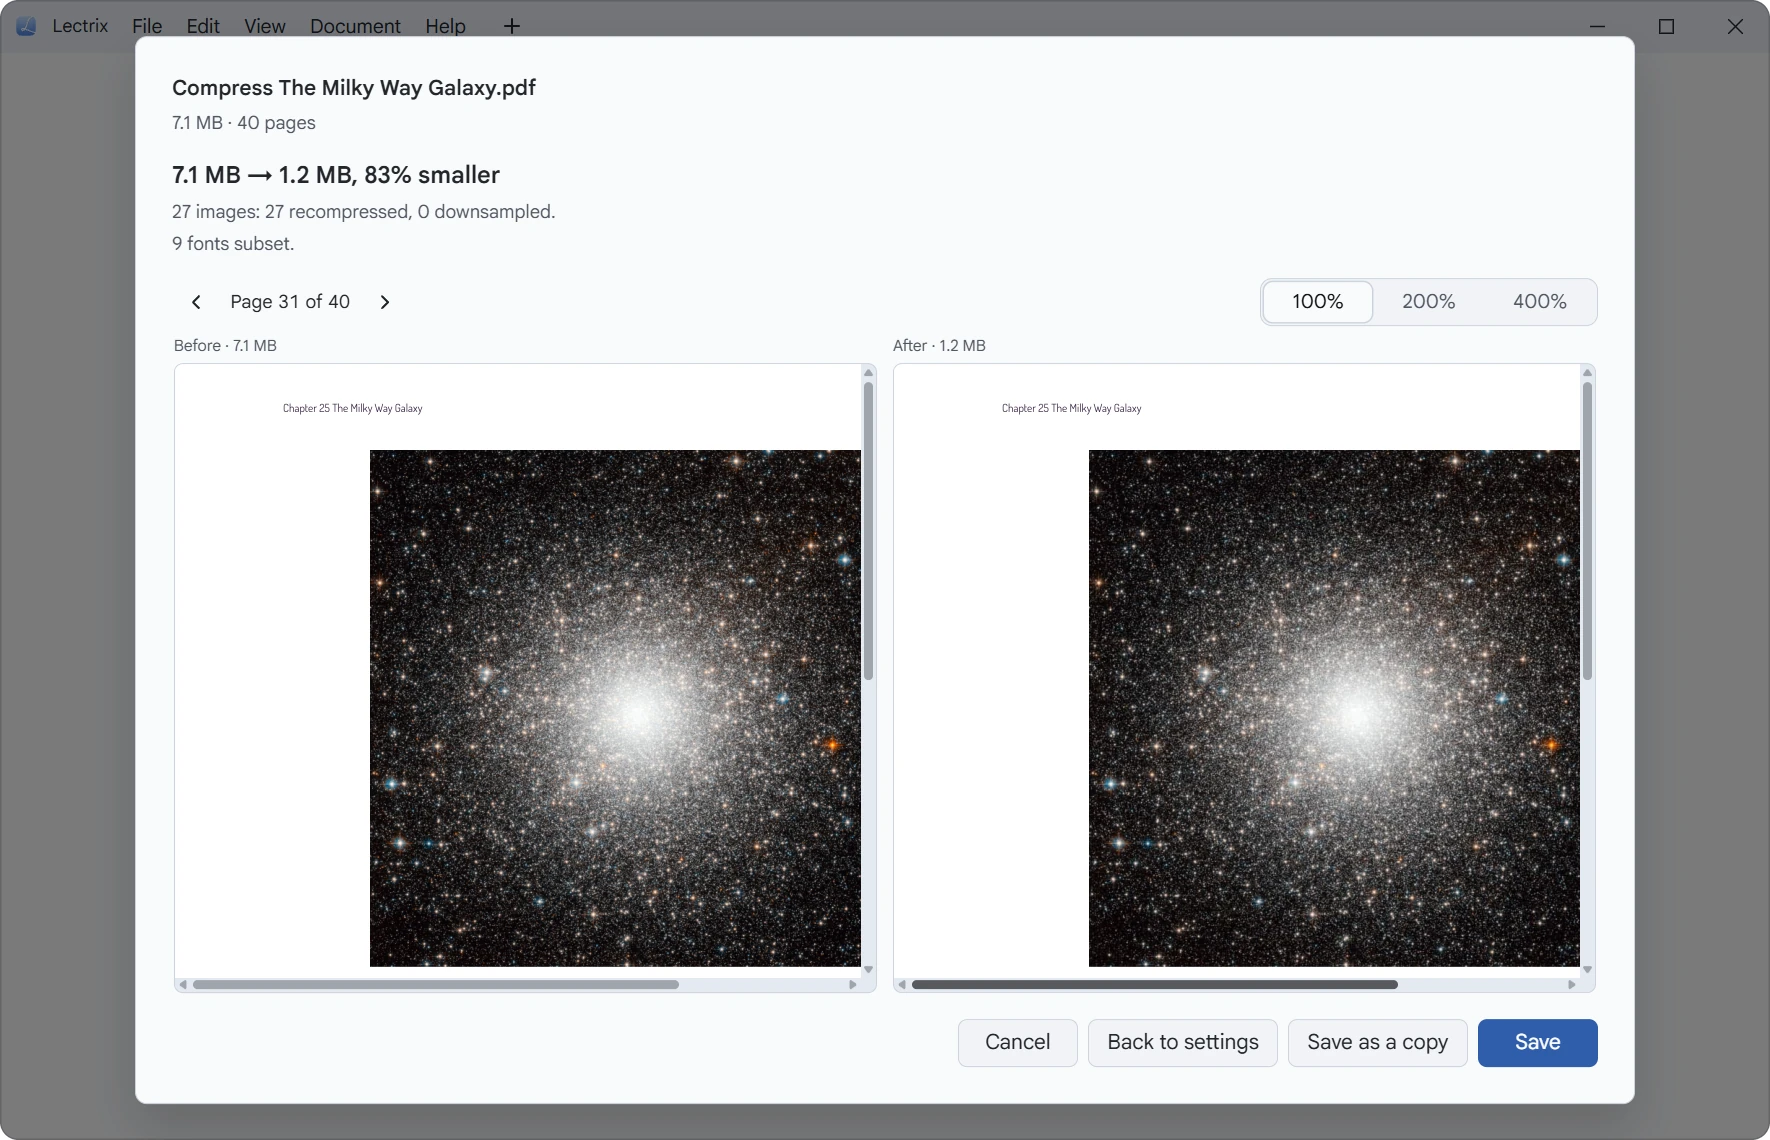 Lectrix File Edit View Document Help +
Compress The Milky Way Galaxy.pdf
7.1 MB · 40 pages
7.1 MB → 1.2 MB, 83% smaller
27 images: 27 recompressed, 0 downsampled.
9 fonts subset.
Page 31 of 40
100% 200% 400%
Before · 7.1 MB
After · 1.2 MB
Chapter 25 The Milky Way Galaxy
Chapter 25 The Milky Way Galaxy
Cancel Back to settings Save as a copy Save